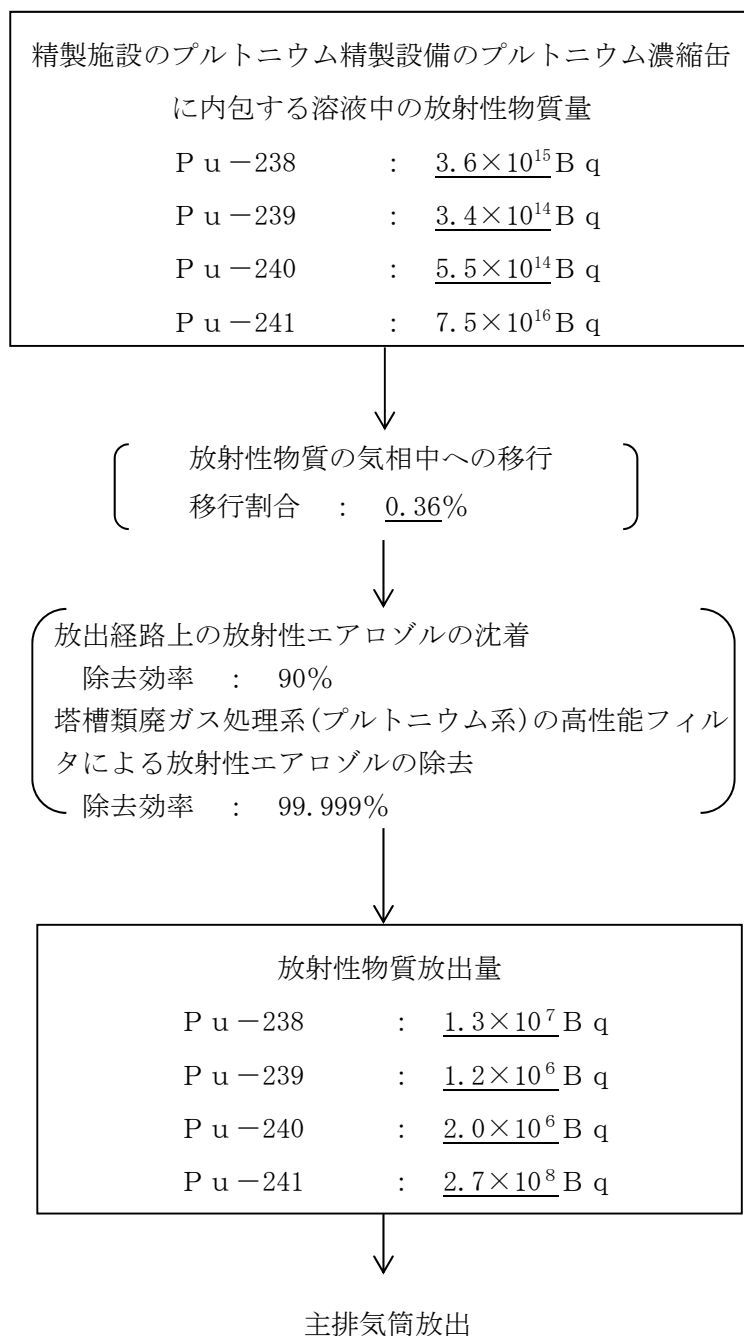 精製施設のプルトニウム精製設備のプルトニウム濃縮缶
に内包する溶液中の放射性物質量
Ｐｕ－238 : 3.6×10¹⁵Ｂｑ
Ｐｕ－239 : 3.4×10¹⁴Ｂｑ
Ｐｕ－240 : 5.5×10¹⁴Ｂｑ
Ｐｕ－241 : 7.5×10¹⁶Ｂｑ
放射性物質の気相中への移行
移行割合 : 0.36％
放出経路上の放射性エアロゾルの沈着
除去効率 : 90％
塔槽類廃ガス処理系(プルトニウム系)の高性能フィル
タによる放射性エアロゾルの除去
除去効率 : 99.999％
放射性物質放出量
Ｐｕ－238 : 1.3×10⁷Ｂｑ
Ｐｕ－239 : 1.2×10⁶Ｂｑ
Ｐｕ－240 : 2.0×10⁶Ｂｑ
Ｐｕ－241 : 2.7×10⁸Ｂｑ
主排気筒放出